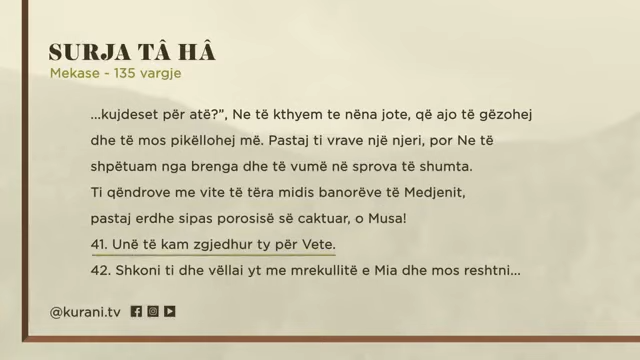 SURJA TÂ HÂ
Mekase - 135 vargje
...kujdeset për atë?”, Ne të kthyem te nëna jote, që ajo të gëzohej
dhe të mos pikëllohej më. Pastaj ti vrave një njeri, por Ne të
shpëtuam nga brenga dhe të vumë në sprova të shumta.
Ti qëndrove me vite të tëra midis banorëve të Medjenit,
pastaj erdhe sipas porosisë së caktuar, o Musa!
41. Unë të kam zgjedhur ty për Vete.
42. Shkoni ti dhe vëllai yt me mrekullitë e Mia dhe mos reshtni...
@kurani.tv